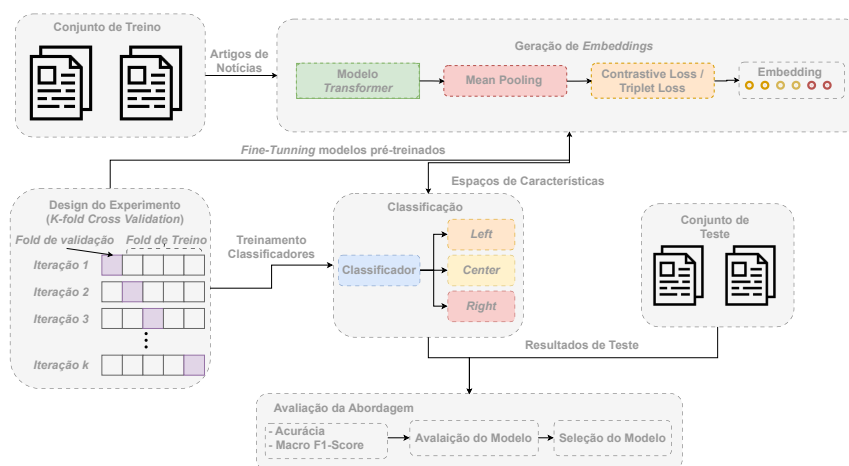 Conjunto de Treino
Artigos de
Notícias
Geração de Embeddings
Modelo
Transformer
Mean Pooling
Contrastive Loss /
Triplet Loss
Embedding
Fine-Tunning modelos pré-treinados
Espaços de Características
Design do Experimento
(K-fold Cross Validation)
Fold de validação
Fold de Treino
Iteração 1
Iteração 2
Iteração 3
Iteração k
Treinamento
Classificadores
Classificação
Classificador
Left
Center
Right
Conjunto de
Teste
Resultados de Teste
Avaliação da Abordagem
- Acurácia
- Macro F1-Score
Avalaição do Modelo
Seleção do Modelo